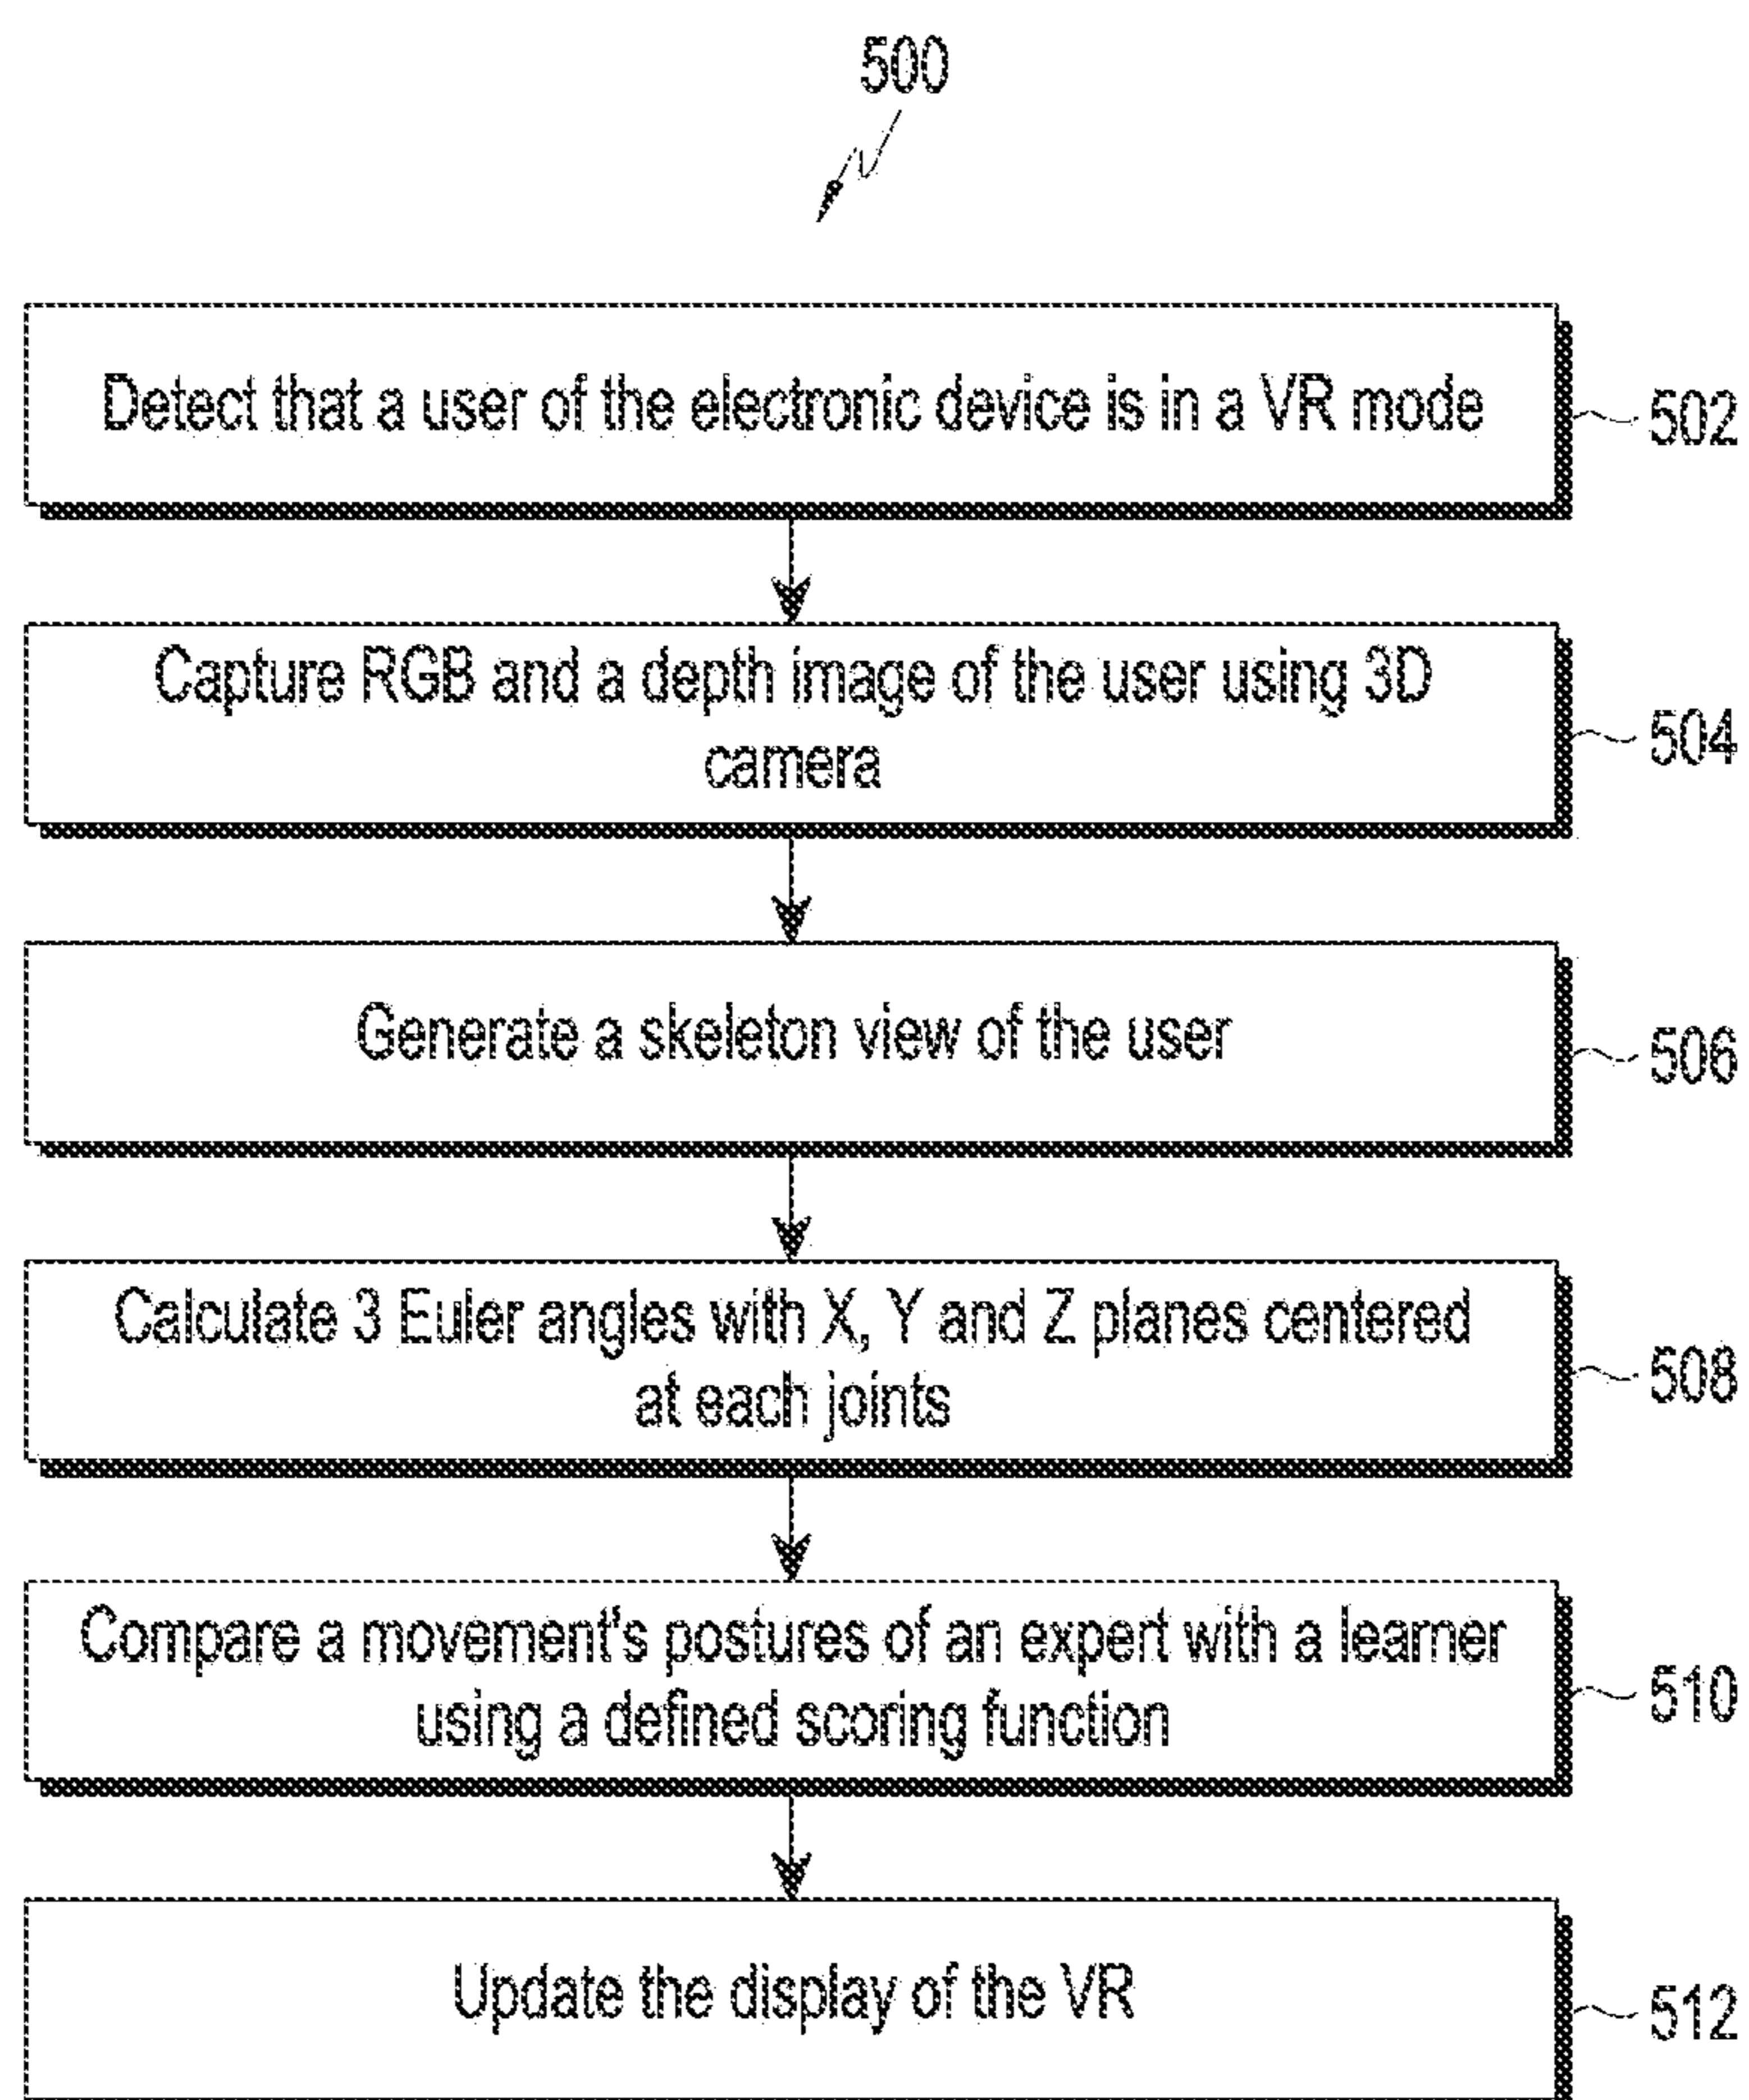 500
Detect that a user of the electronic device is in a VR mode
502
Capture RGB and a depth image of the user using 3D
camera
504
Generate a skeleton view of the user
506
Calculate 3 Euler angles with X, Y and Z planes centered
at each joints
508
Compare a movement's postures of an expert with a learner
using a defined scoring function
510
Update the display of the VR
512